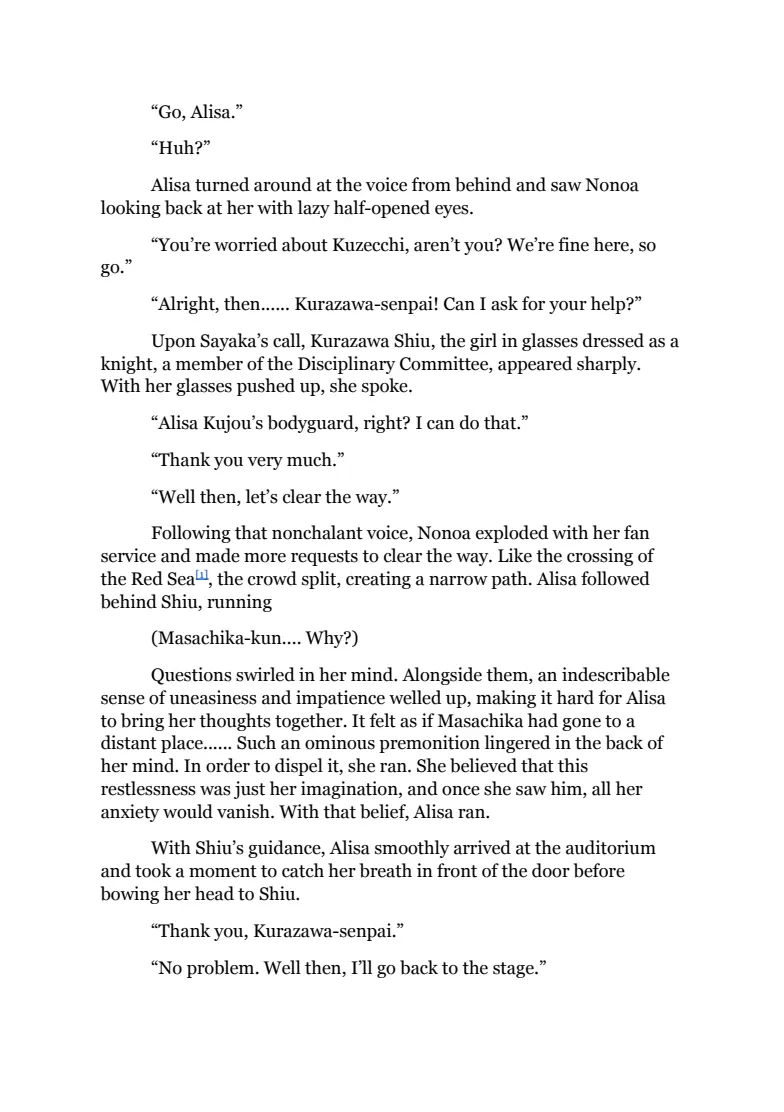 “Go, Alisa.”
“Huh?”
Alisa turned around at the voice from behind and saw Nonoa
looking back at her with lazy half-opened eyes.
“You’re worried about Kuzecchi, aren’t you? We’re fine here, so
go.”
“Alright, then...... Kurazawa-senpai! Can I ask for your help?”
Upon Sayaka’s call, Kurazawa Shiu, the girl in glasses dressed as a
knight, a member of the Disciplinary Committee, appeared sharply.
With her glasses pushed up, she spoke.
“Alisa Kujou’s bodyguard, right? I can do that.”
“Thank you very much.”
“Well then, let’s clear the way.”
Following that nonchalant voice, Nonoa exploded with her fan
service and made more requests to clear the way. Like the crossing of
the Red Sea[1], the crowd split, creating a narrow path. Alisa followed
behind Shiu, running
(Masachika-kun.... Why?)
Questions swirled in her mind. Alongside them, an indescribable
sense of uneasiness and impatience welled up, making it hard for Alisa
to bring her thoughts together. It felt as if Masachika had gone to a
distant place...... Such an ominous premonition lingered in the back of
her mind. In order to dispel it, she ran. She believed that this
restlessness was just her imagination, and once she saw him, all her
anxiety would vanish. With that belief, Alisa ran.
With Shiu’s guidance, Alisa smoothly arrived at the auditorium
and took a moment to catch her breath in front of the door before
bowing her head to Shiu.
“Thank you, Kurazawa-senpai.”
“No problem. Well then, I’ll go back to the stage.”